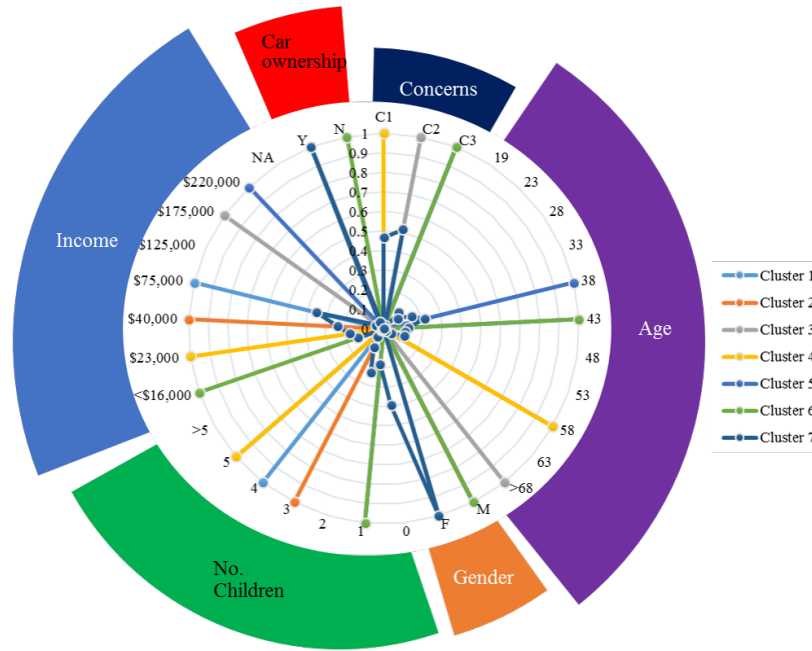 Car
ownership
Concerns
Age
Gender
No.
Children
Income
C1
C2
C3
19
23
28
33
38
43
48
53
58
63
>68
M
F
0
1
2
3
4
5
>5
<$16,000
$23,000
$40,000
$75,000
$125,000
$175,000
$220,000
NA
Y
N
1
0.9
0.8
0.7
0.6
0.5
0.4
0.3
0.2
0.1
0
Cluster 1
Cluster 2
Cluster 3
Cluster 4
Cluster 5
Cluster 6
Cluster 7